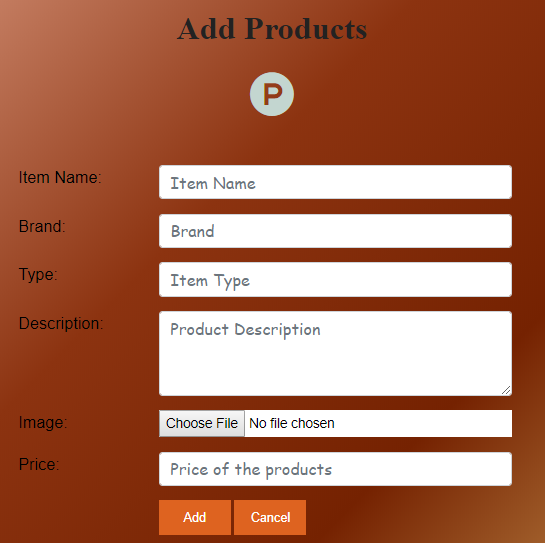 Add Products
P
Item Name: Item Name
Brand: Brand
Type: Item Type
Description: Product Description
Image: Choose File No file chosen
Price: Price of the products
Add Cancel